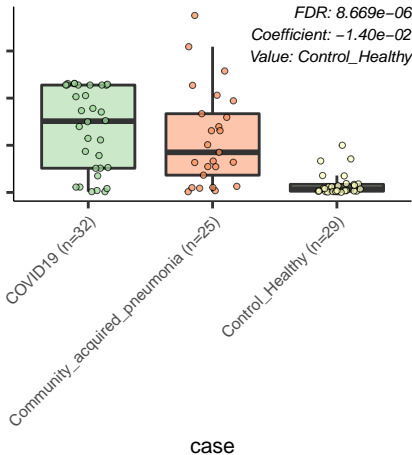 FDR: 8.669e−06
Coefficient: −1.40e−02
Value: Control_Healthy
COVID19 (n=32)
Community_acquired_pneumonia (n=25)
Control_Healthy (n=29)
case